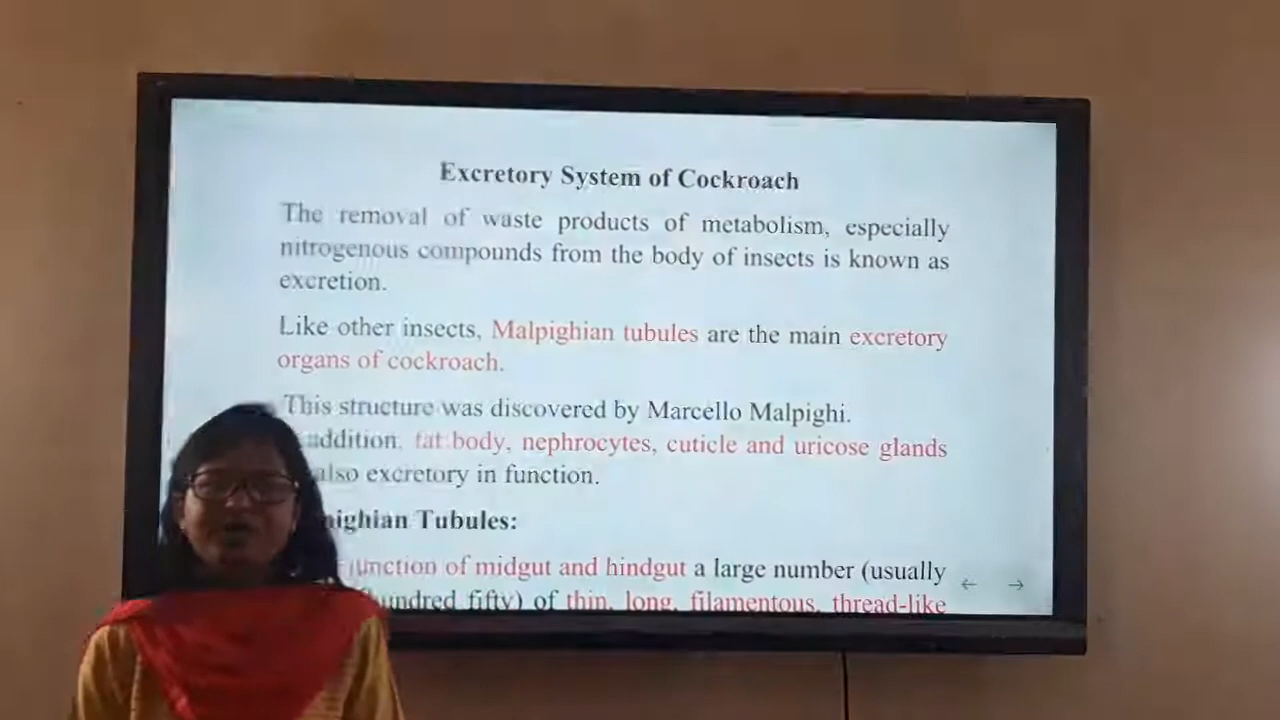 Excretory System of Cockroach
The removal of waste products of metabolism, especially
nitrogenous compounds from the body of insects is known as
excretion.
Like other insects, Malpighian tubules are the main excretory
organs of cockroach.
This structure was discovered by Marcello Malpighi.
addition, fat body, nephrocytes, cuticle and uricose glands
also excretory in function.
Tubules:
junction of midgut and hindgut a large number (usually
hundred fifty) of thin, long, filamentous, thread-like